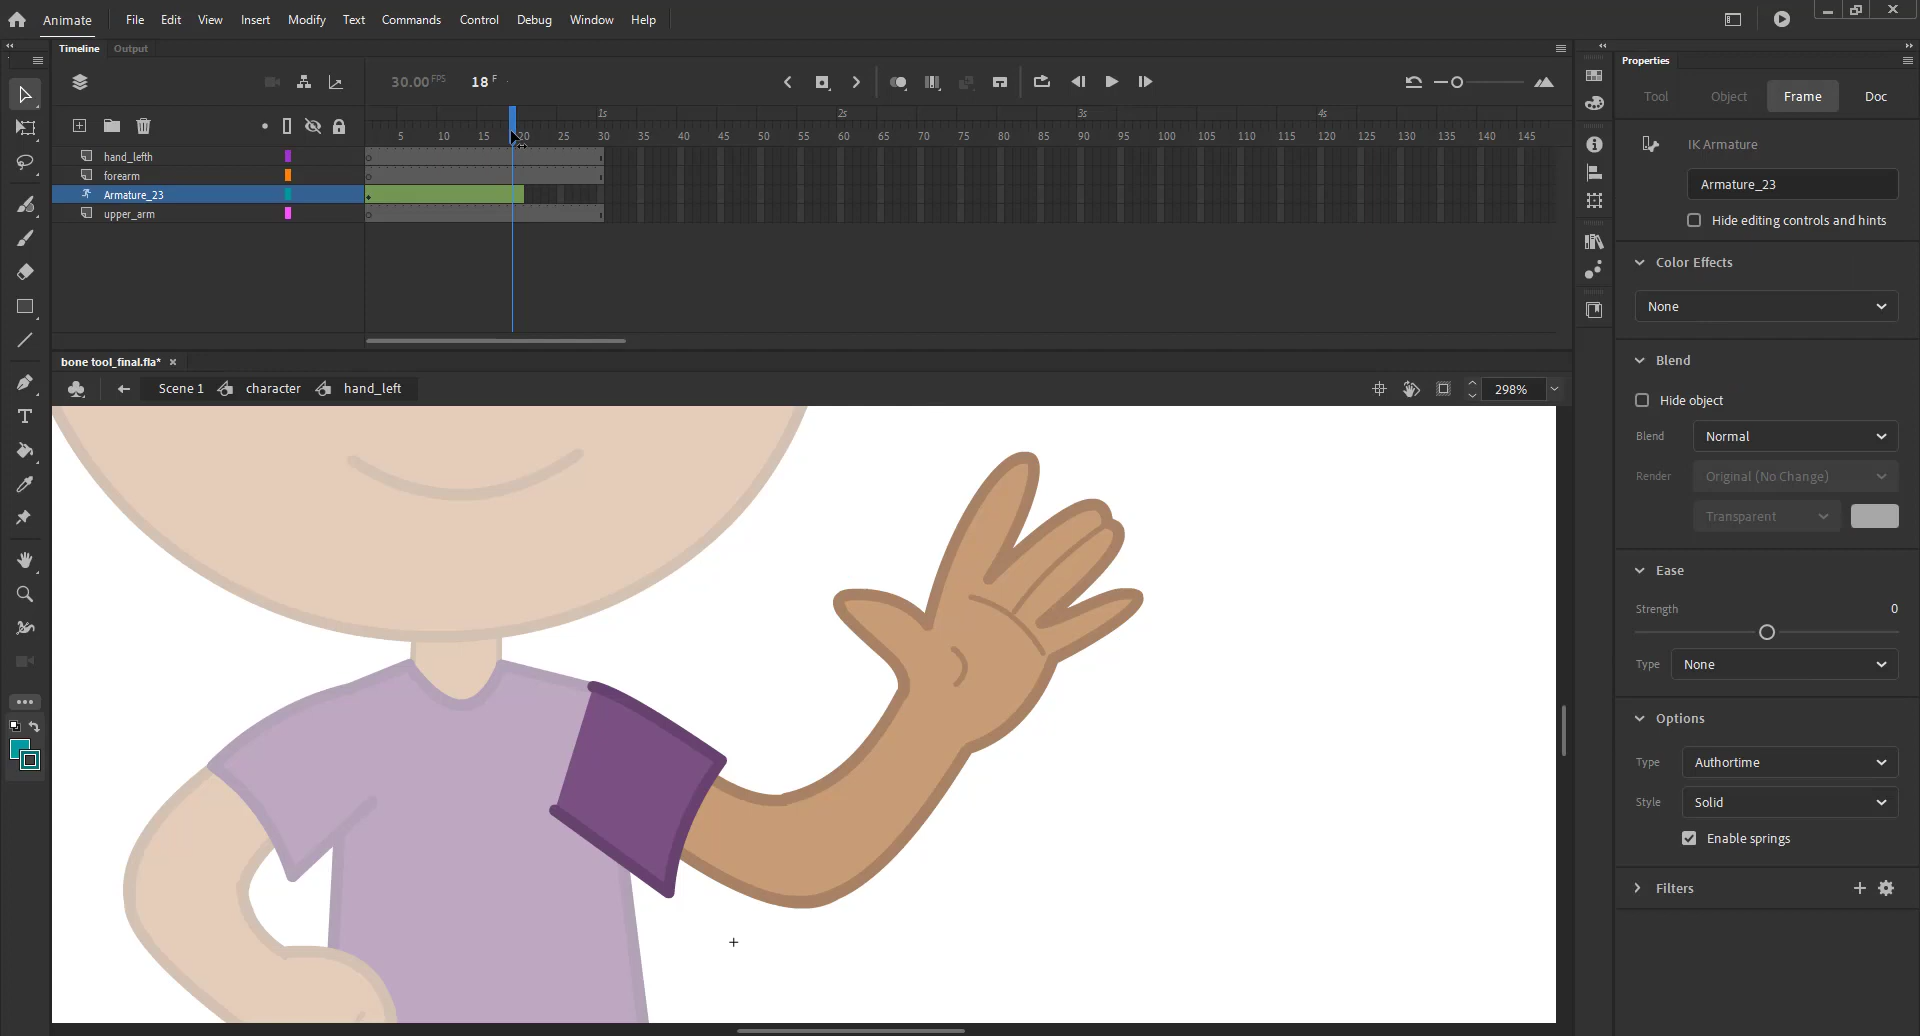 Animate File Edit View Insert Modify Text Commands Control Debug Window Help
Timeline Output
Properties
30.00 FPS 18 F
Tool Object Frame Doc
1s 2s 3s 4s
5 10 15 20 25 30 35 40 45 50 55 60 65 70 75 80 85 90 95 100 105 110 115 120 125 130 135 140 145
hand_lefth
forearm
Armature_23
upper_arm
IK Armature
Armature_23
Hide editing controls and hints
Color Effects
None
bone tool_final.fla*
Scene 1 character hand_left 298%
Blend
Hide object
Blend Normal
Render Original (No Change)
Transparent
Ease
Strength 0
Type None
Options
Type Authortime
Style Solid
Enable springs
Filters